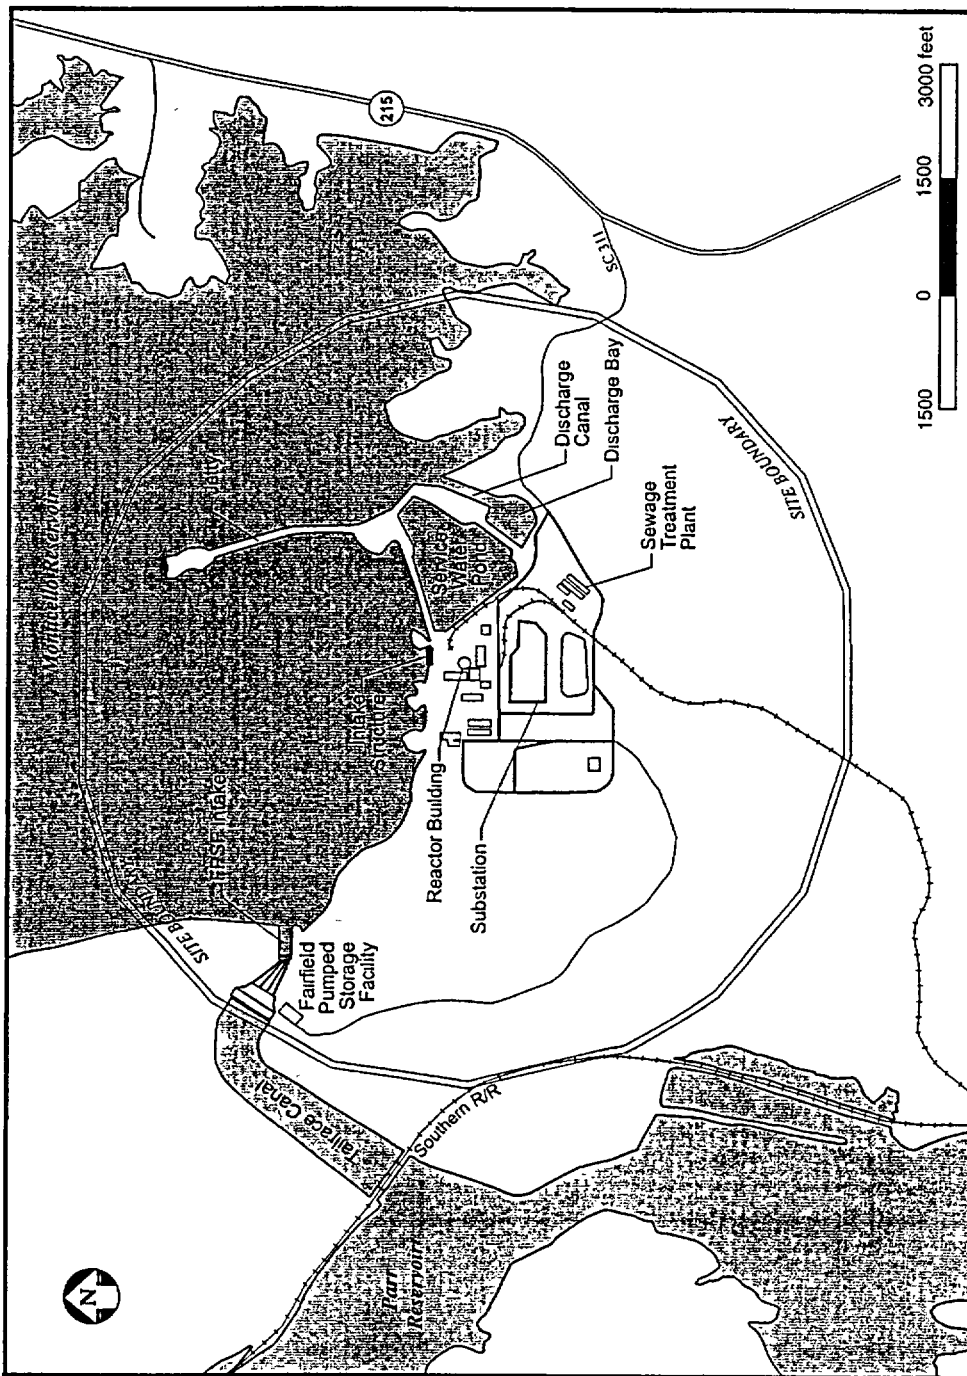 N
Monticello Reservoir
SITE BOUNDARY
FPSF Intake
Jetty
Intake
Structure
Service
Water
Pond
Discharge
Canal
Discharge Bay
Sewage
Treatment
Plant
Reactor Building
Substation
Fairfield
Pumped
Storage
Facility
Tailrace Canal
Southern R/R
Parr
Reservoir
215
SC 311
SITE BOUNDARY
1500 0 1500 3000 feet